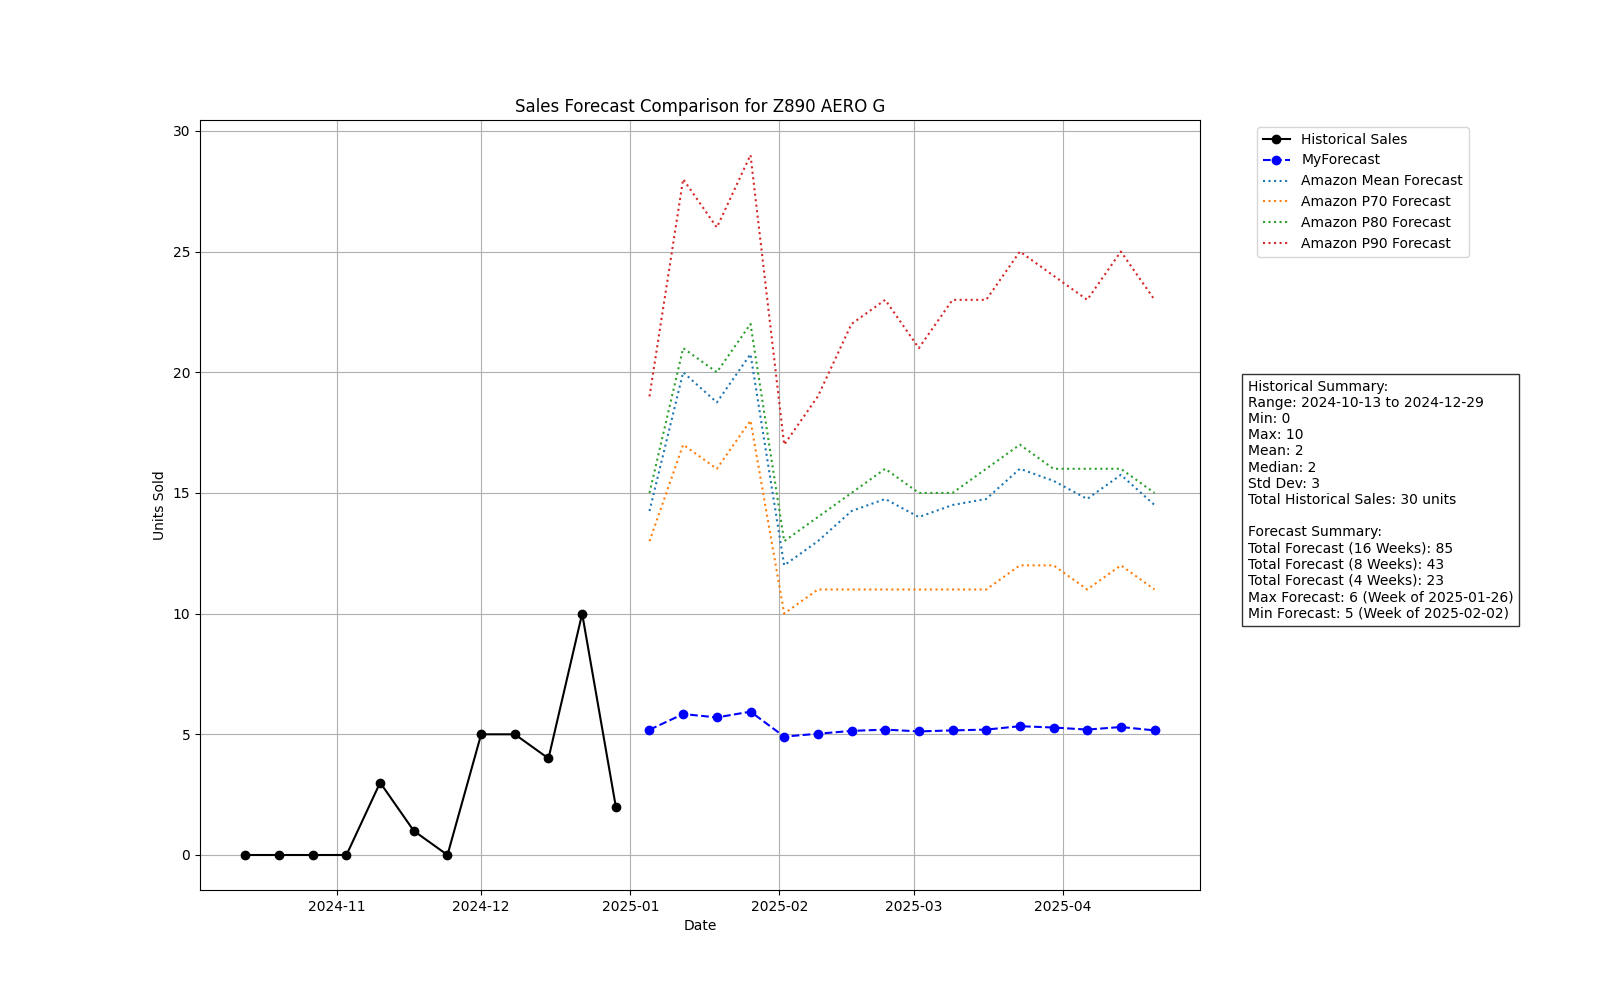 Sales Forecast Comparison for Z890 AERO G
30
25
20
15
10
5
0
Units Sold
2024-11
2024-12
2025-01
2025-02
2025-03
2025-04
Date
Historical Sales
MyForecast
Amazon Mean Forecast
Amazon P70 Forecast
Amazon P80 Forecast
Amazon P90 Forecast
Historical Summary:
Range: 2024-10-13 to 2024-12-29
Min: 0
Max: 10
Mean: 2
Median: 2
Std Dev: 3
Total Historical Sales: 30 units
Forecast Summary:
Total Forecast (16 Weeks): 85
Total Forecast (8 Weeks): 43
Total Forecast (4 Weeks): 23
Max Forecast: 6 (Week of 2025-01-26)
Min Forecast: 5 (Week of 2025-02-02)